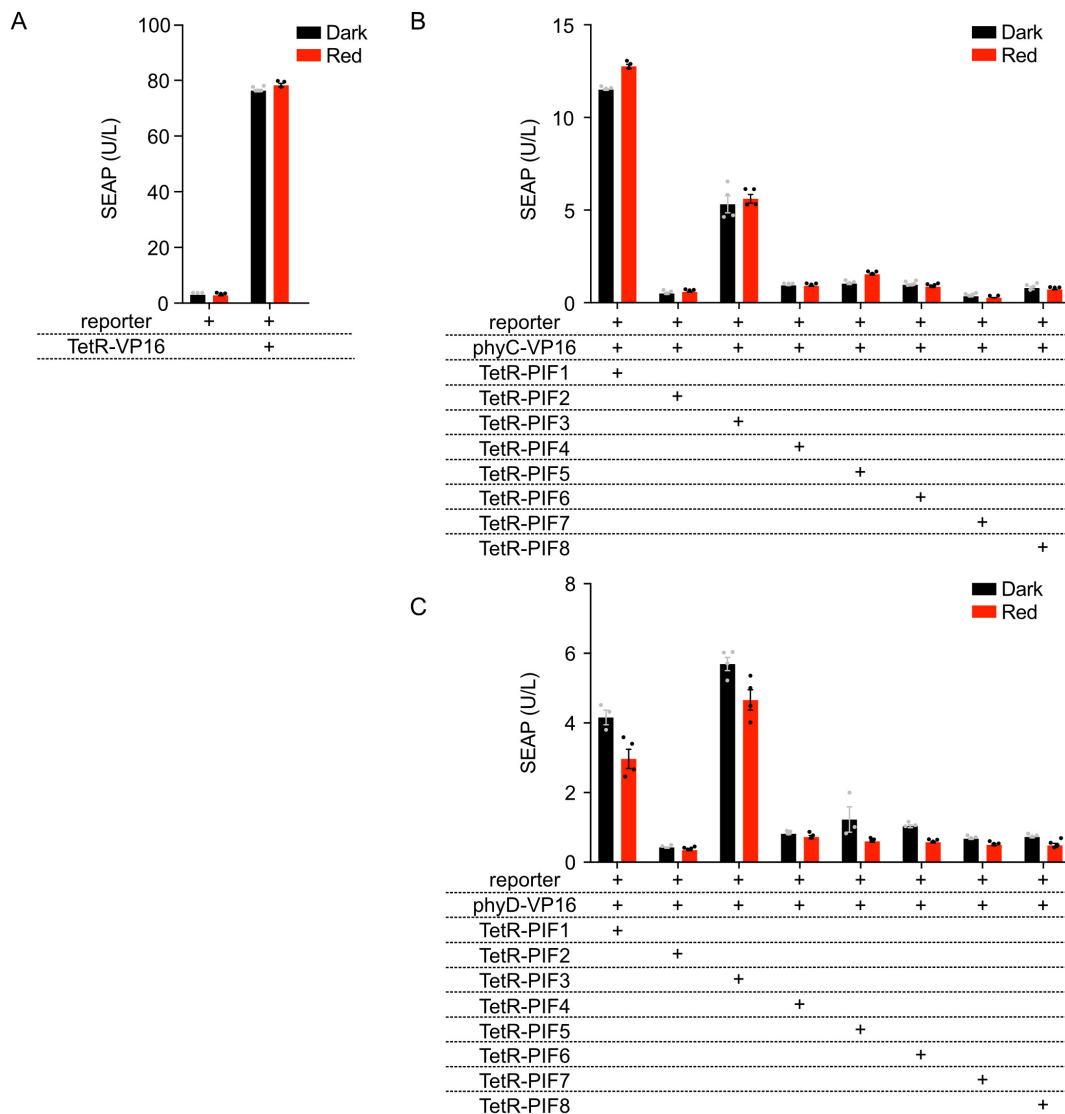 A
Dark
Red
SEAP (U/L)
100
80
60
40
20
0
reporter + +
TetR-VP16 +
B
Dark
Red
SEAP (U/L)
15
10
5
0
reporter + + + + + + + +
phyC-VP16 + + + + + + + +
TetR-PIF1 +
TetR-PIF2 +
TetR-PIF3 +
TetR-PIF4 +
TetR-PIF5 +
TetR-PIF6 +
TetR-PIF7 +
TetR-PIF8 +
C
Dark
Red
SEAP (U/L)
8
6
4
2
0
reporter + + + + + + + +
phyD-VP16 + + + + + + + +
TetR-PIF1 +
TetR-PIF2 +
TetR-PIF3 +
TetR-PIF4 +
TetR-PIF5 +
TetR-PIF6 +
TetR-PIF7 +
TetR-PIF8 +